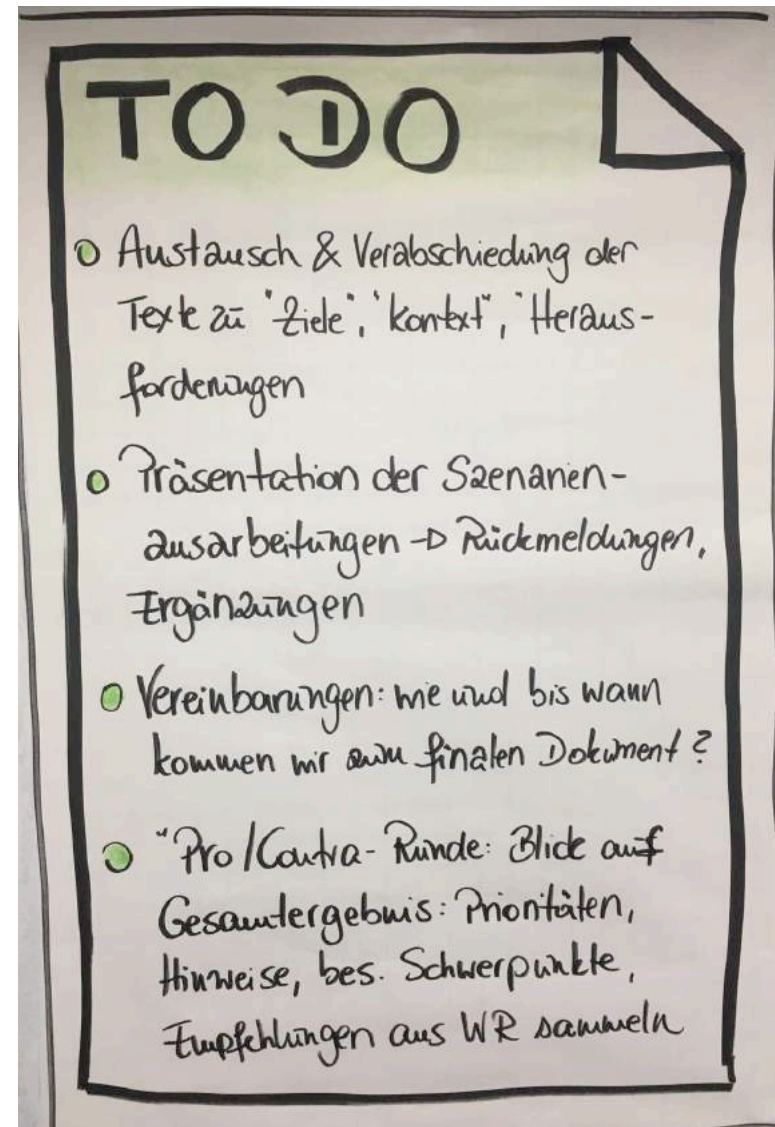 TO DO
Austausch & Verabschiedung der
Texte zu "Ziele", "Kontext", "Heraus-
forderungen
Präsentation der Szenarien-
ausarbeitungen → Rückmeldungen,
Ergänzungen
Vereinbarungen: wie und bis wann
kommen wir zum finalen Dokument?
"Pro/Contra-Runde: Blick auf
Gesamtergebnis: Prioritäten,
Hinweise, bes. Schwerpunkte,
Empfehlungen aus WR sammeln